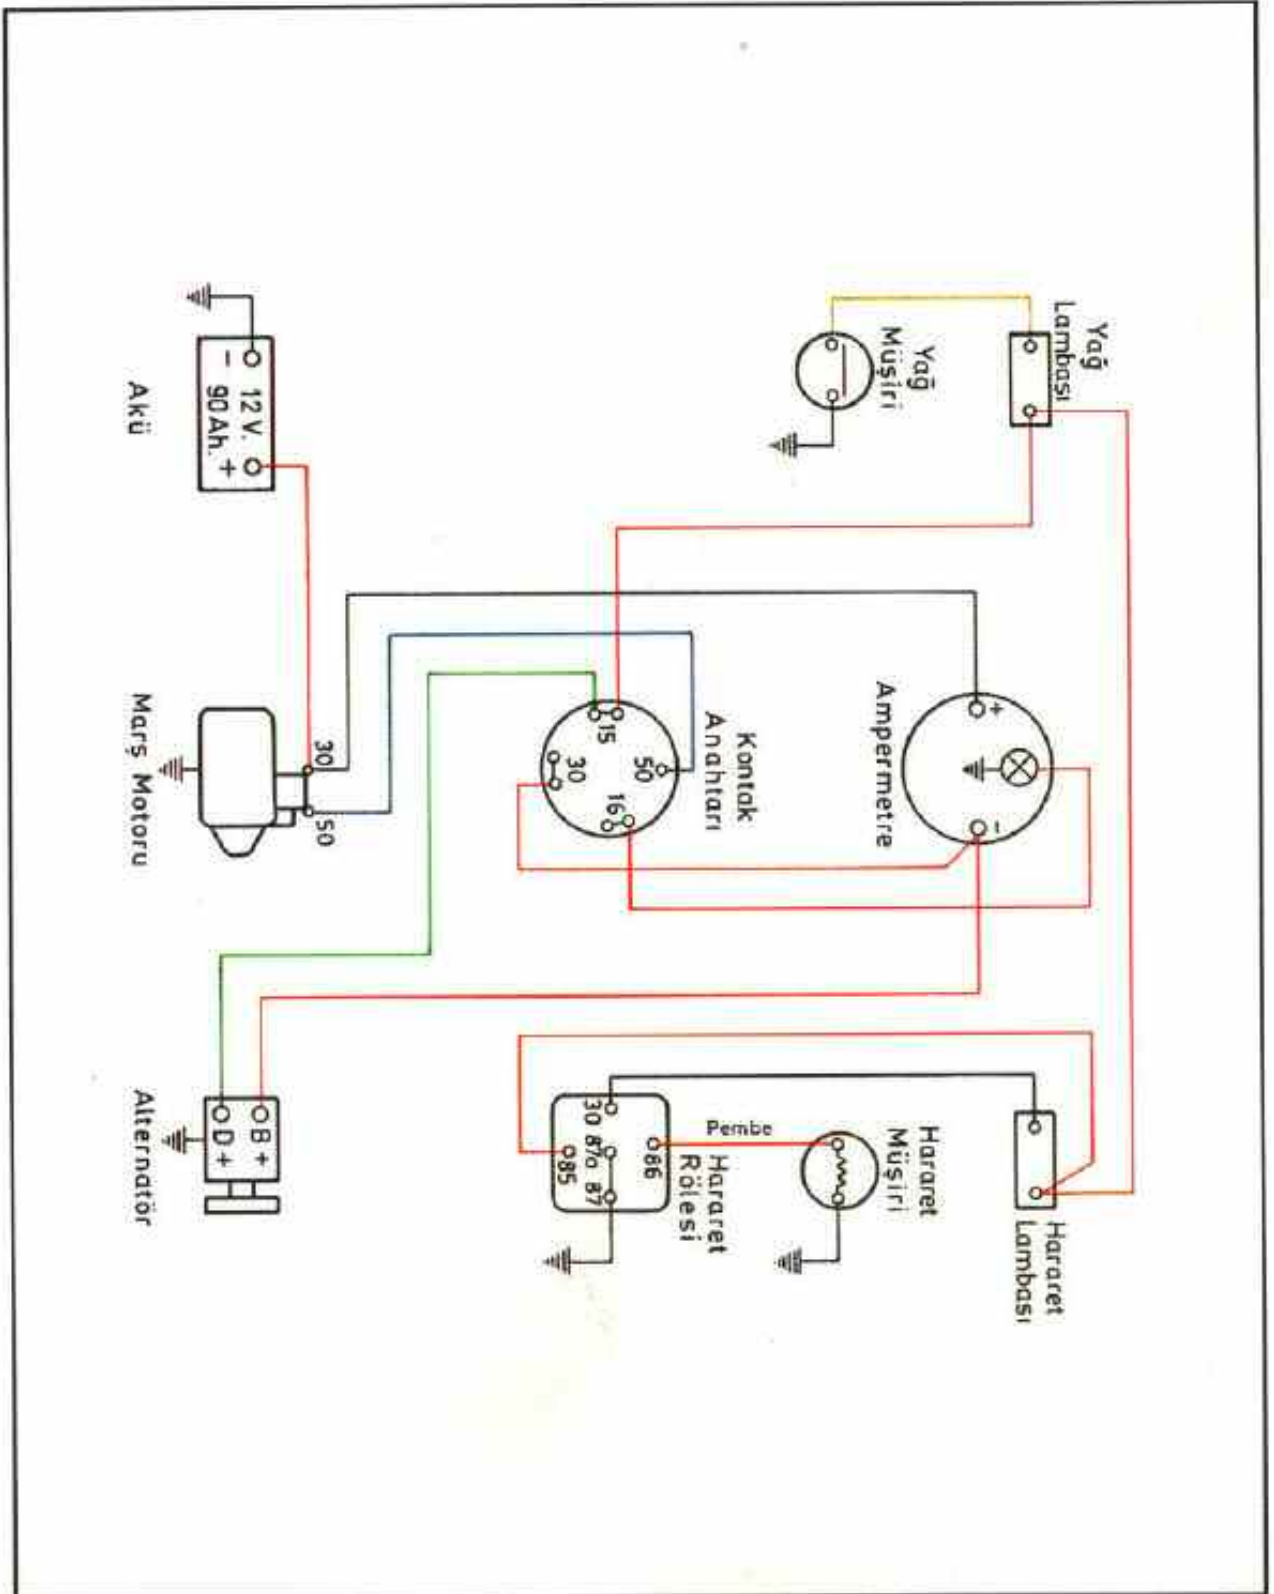 Yağ
Lambası
Yağ
Müşiri
-
12 V.
90 Ah.
+
Akü
Ampermetre
+
-
Kontak
Anahtarı
15
30
50
16
30
50
Marş Motoru
Hararet
Lambası
Hararet
Müşiri
Pembe
Hararet
Rölesi
30
87a
87
86
85
B+
D+
Alternatör